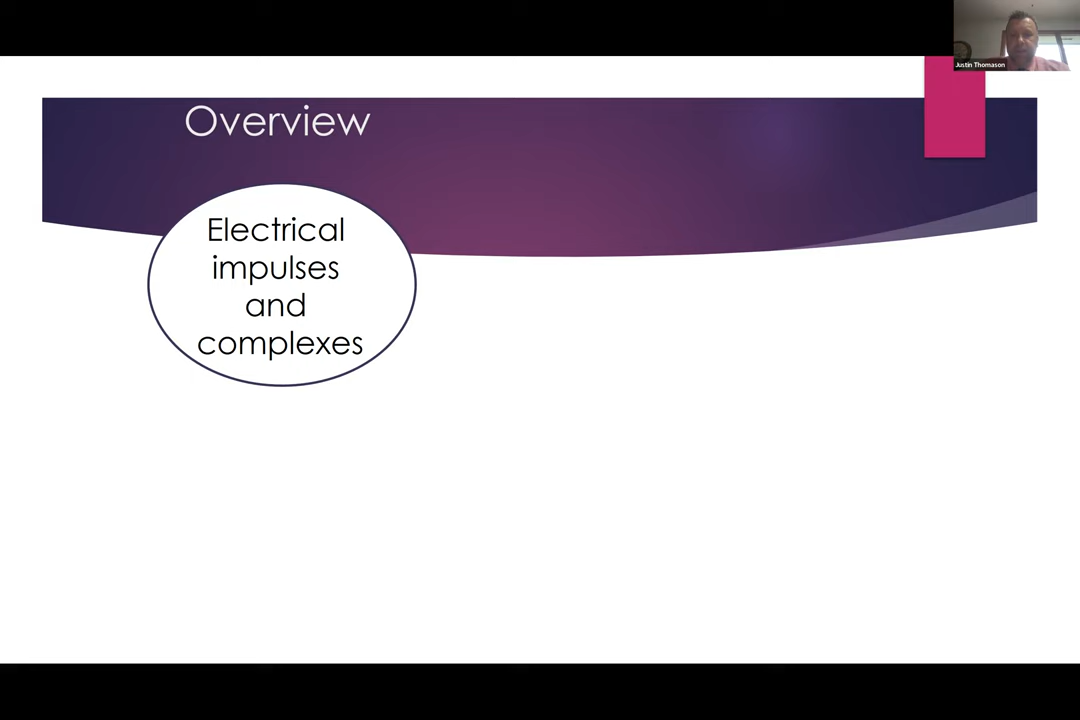 Justin Thomason
Overview
Electrical
impulses
and
complexes